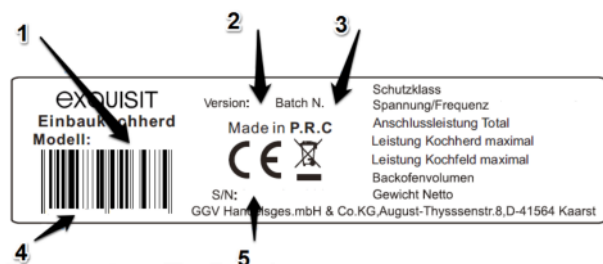 1
2
3
exquisit
Einbaukochherd
Modell:
Version: Batch N.
Made in P.R.C
CE
S/N:
Schutzklass
Spannung/Frequenz
Anschlussleistung Total
Leistung Kochherd maximal
Leistung Kochfeld maximal
Backofenvolumen
Gewicht Netto
GGV Handelsges.mbH & Co.KG,August-Thysssenstr.8,D-41564 Kaarst
4
5